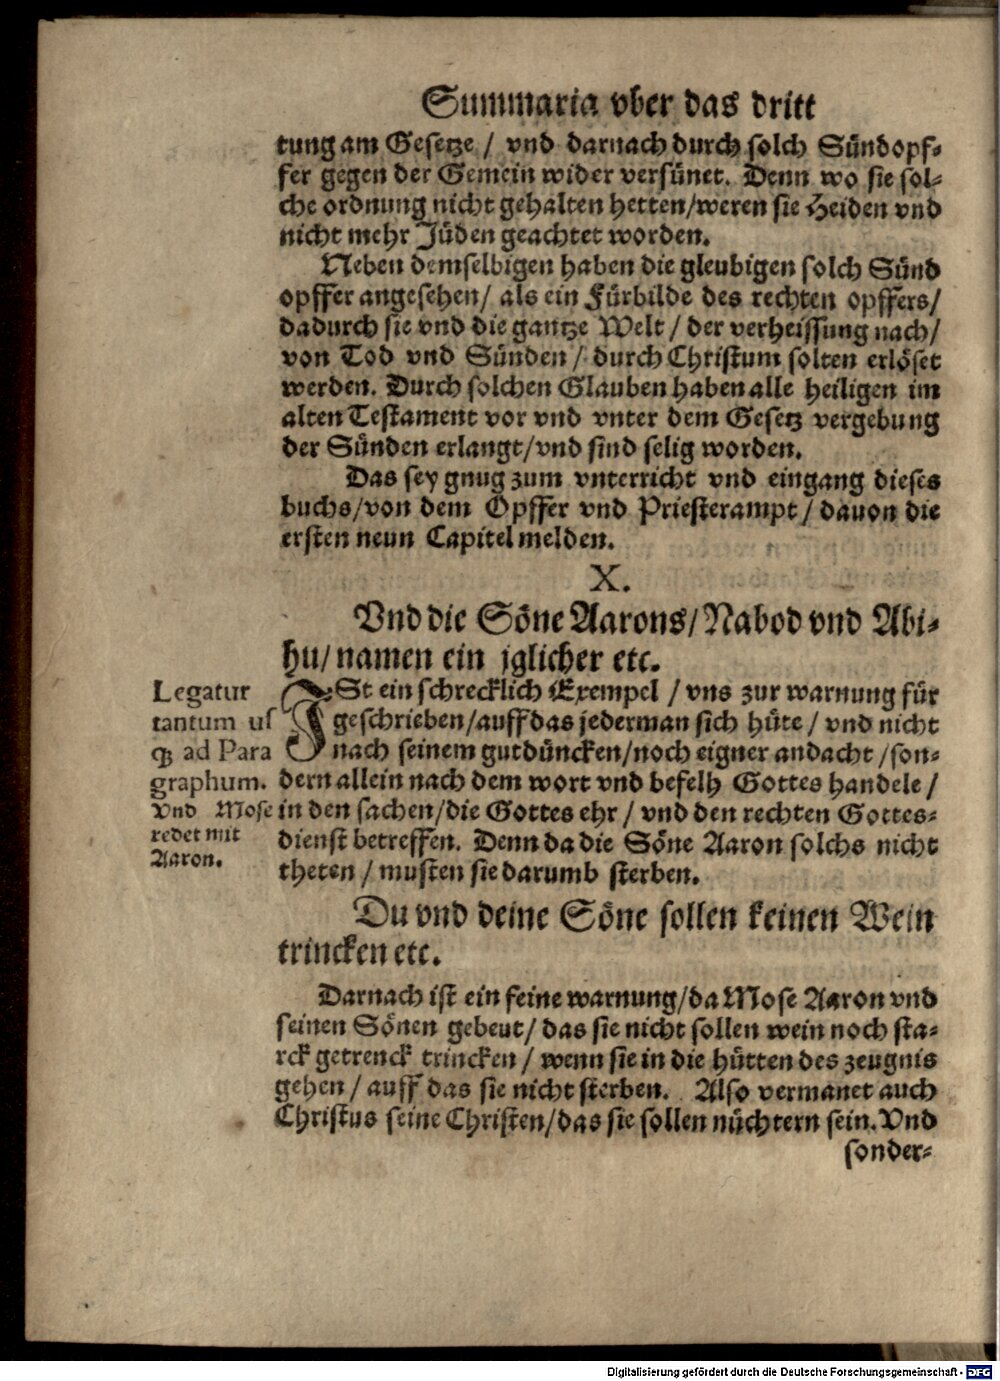 Summaria vber das dritt
tung am Gesetze / vnd darnach durch solch Sündopf-
fer gegen der Gemein wider versünet. Denn wo sie sol-
che ordnung nicht gehalten hetten/weren sie Heiden vnd
nicht mehr Jüden geachtet worden.
Neben demselbigen haben die gleubigen solch Sünd
opffer angesehen/ als ein Fürbilde des rechten opffers/
dadurch sie vnd die gantze Welt / der verheissung nach/
von Tod vnd Sünden / durch Christum solten erlöset
werden. Durch solchen Glauben haben alle heiligen im
alten Testament vor vnd vnter dem Gesetz vergebung
der Sünden erlangt/vnd sind selig worden.
Das sey gnug zum vnterricht vnd eingang dieses
buchs/von dem Opffer vnd Priesterampt/ dauon die
ersten neun Capitel melden.
X.
Vnd die Söne Aarons/Nabod vnd Abi-
hu/namen ein jglicher etc.
Legatur
tantum uſ
qȝ ad Para
graphum.
Vnd Mose
redet mit
Aaron.
JSt ein schrecklich Exempel / vns zur warnung für
geschrieben/auff das jederman sich hüte / vnd nicht
nach seinem gutdüncken/noch eigner andacht /son-
dern allein nach dem wort vnd befelh Gottes handele /
in den sachen/die Gottes ehr / vnd den rechten Gottes-
dienst betreffen. Denn da die Söne Aaron solchs nicht
theten / musten sie darumb sterben.
Du vnd deine Söne sollen keinen Wein
trincken etc.
Darnach ist ein feine warnung/da Mose Aaron vnd
seinen Sönen gebeut/ das sie nicht sollen wein noch sta-
rck getrenck trincken / wenn sie in die hütten des zeugnis
gehen / auff das sie nicht sterben. Also vermanet auch
Christus seine Christen/das sie sollen nüchtern sein. Vnd
sonder-
Digitalisierung gefördert durch die Deutsche Forschungsgemeinschaft - DFG